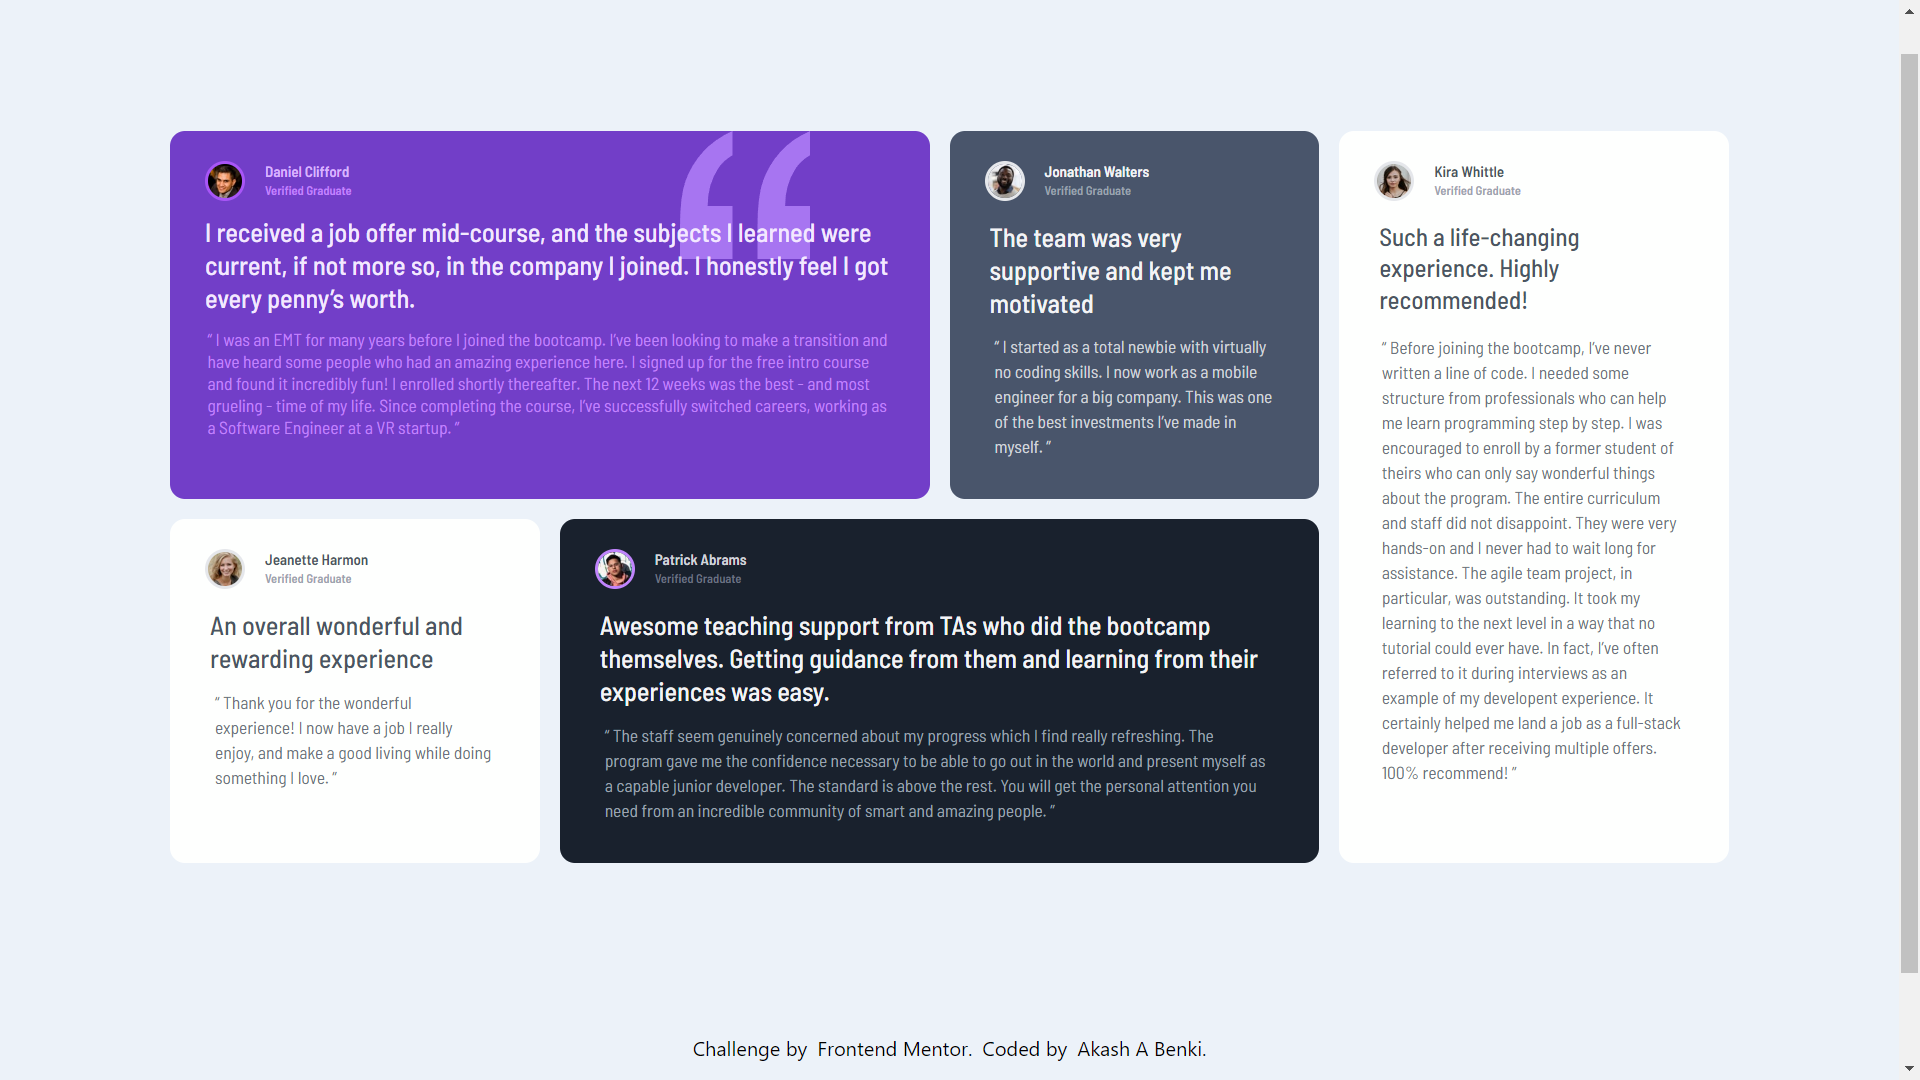 Daniel Clifford
Verified Graduate
I received a job offer mid-course, and the subjects I learned were
current, if not more so, in the company I joined. I honestly feel I got
every penny’s worth.
“ I was an EMT for many years before I joined the bootcamp. I’ve been looking to make a transition and
have heard some people who had an amazing experience here. I signed up for the free intro course
and found it incredibly fun! I enrolled shortly thereafter. The next 12 weeks was the best - and most
grueling - time of my life. Since completing the course, I’ve successfully switched careers, working as
a Software Engineer at a VR startup. ”
Jonathan Walters
Verified Graduate
The team was very
supportive and kept me
motivated
“ I started as a total newbie with virtually
no coding skills. I now work as a mobile
engineer for a big company. This was one
of the best investments I’ve made in
myself. ”
Kira Whittle
Verified Graduate
Such a life-changing
experience. Highly
recommended!
“ Before joining the bootcamp, I’ve never
written a line of code. I needed some
structure from professionals who can help
me learn programming step by step. I was
encouraged to enroll by a former student of
theirs who can only say wonderful things
about the program. The entire curriculum
and staff did not disappoint. They were very
hands-on and I never had to wait long for
assistance. The agile team project, in
particular, was outstanding. It took my
learning to the next level in a way that no
tutorial could ever have. In fact, I’ve often
referred to it during interviews as an
example of my developent experience. It
certainly helped me land a job as a full-stack
developer after receiving multiple offers.
100% recommend! ”
Jeanette Harmon
Verified Graduate
An overall wonderful and
rewarding experience
“ Thank you for the wonderful
experience! I now have a job I really
enjoy, and make a good living while doing
something I love. ”
Patrick Abrams
Verified Graduate
Awesome teaching support from TAs who did the bootcamp
themselves. Getting guidance from them and learning from their
experiences was easy.
“ The staff seem genuinely concerned about my progress which I find really refreshing. The
program gave me the confidence necessary to be able to go out in the world and present myself as
a capable junior developer. The standard is above the rest. You will get the personal attention you
need from an incredible community of smart and amazing people. ”
Challenge by Frontend Mentor. Coded by Akash A Benki.